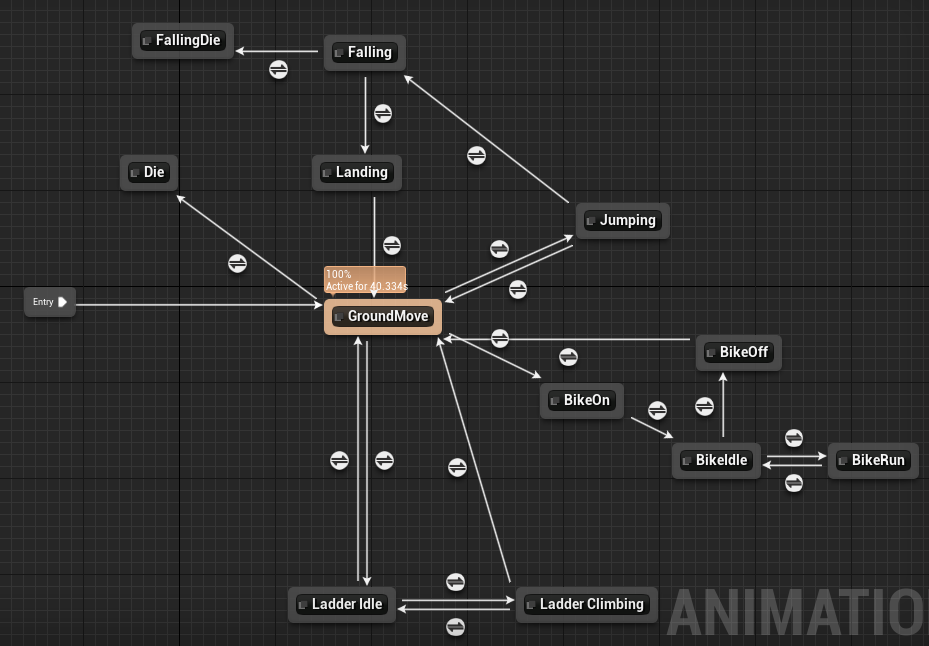 FallingDie
Falling
Die
Landing
Jumping
100%
Active for 40.334s
Entry
GroundMove
BikeOff
BikeOn
BikeIdle
BikeRun
Ladder Idle
Ladder Climbing
ANIMATIO